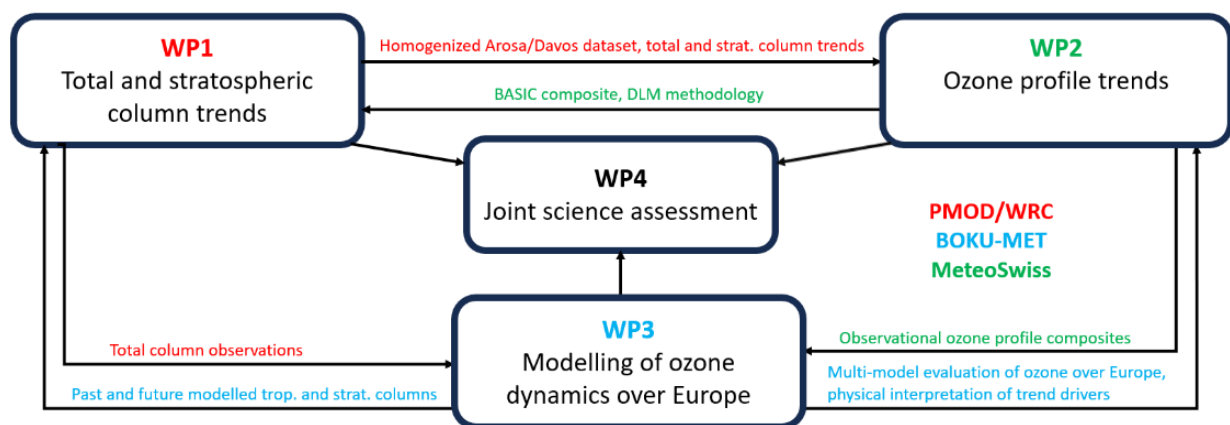 WP1
Total and stratospheric
column trends
Homogenized Arosa/Davos dataset, total and strat. column trends
BASIC composite, DLM methodology
WP2
Ozone profile trends
WP4
Joint science assessment
PMOD/WRC
BOKU-MET
MeteoSwiss
WP3
Modelling of ozone
dynamics over Europe
Total column observations
Past and future modelled trop. and strat. columns
Observational ozone profile composites
Multi-model evaluation of ozone over Europe,
physical interpretation of trend drivers